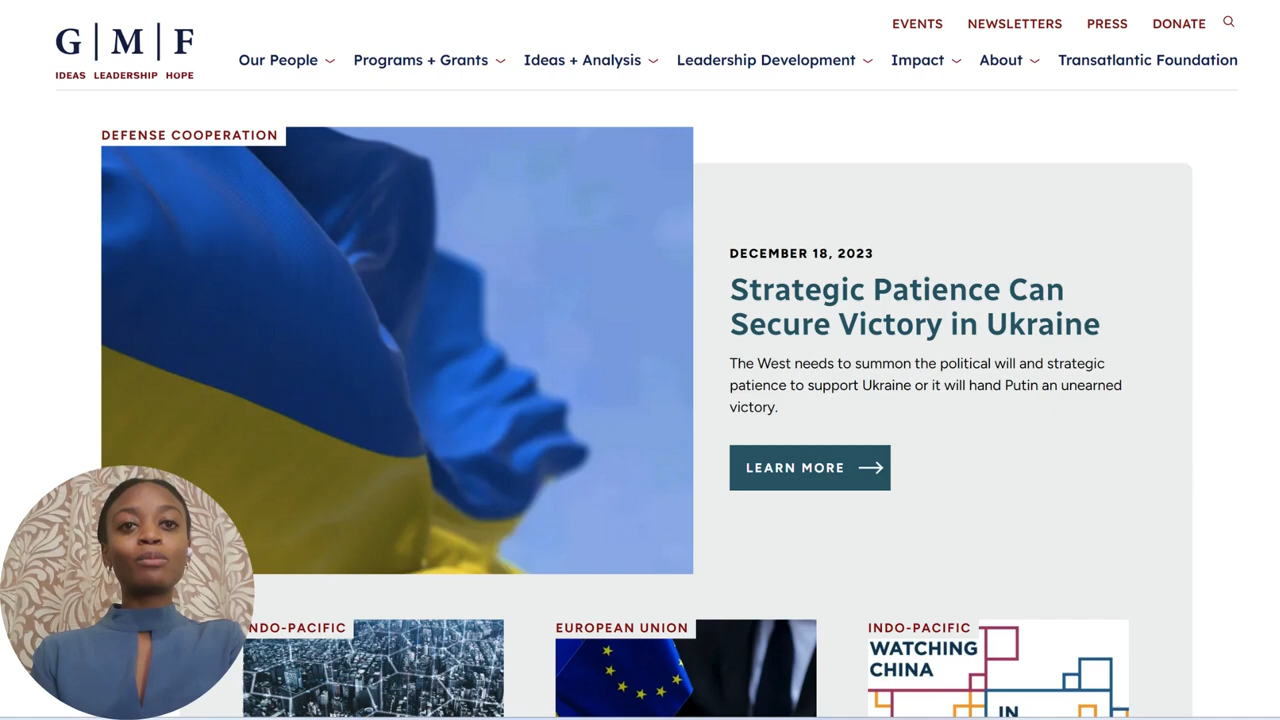 EVENTS NEWSLETTERS PRESS DONATE
G|M|F
IDEAS LEADERSHIP HOPE
Our People Programs + Grants Ideas + Analysis Leadership Development Impact About Transatlantic Foundation
DEFENSE COOPERATION
DECEMBER 18, 2023
Strategic Patience Can
Secure Victory in Ukraine
The West needs to summon the political will and strategic
patience to support Ukraine or it will hand Putin an unearned
victory.
LEARN MORE
NDO-PACIFIC
EUROPEAN UNION
INDO-PACIFIC
WATCHING
CHINA
IN